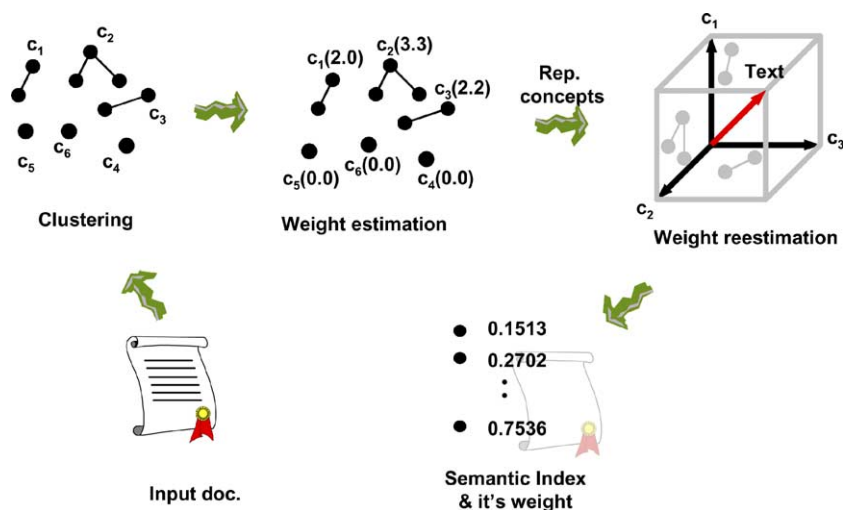 c1
c2
c3
c5
c6
c4
Clustering
c1(2.0)
c2(3.3)
c3(2.2)
c5(0.0)
c6(0.0)
c4(0.0)
Weight estimation
Rep.
concepts
c1
Text
c3
c2
Weight reestimation
Input doc.
0.1513
0.2702
0.7536
Semantic Index
& it's weight